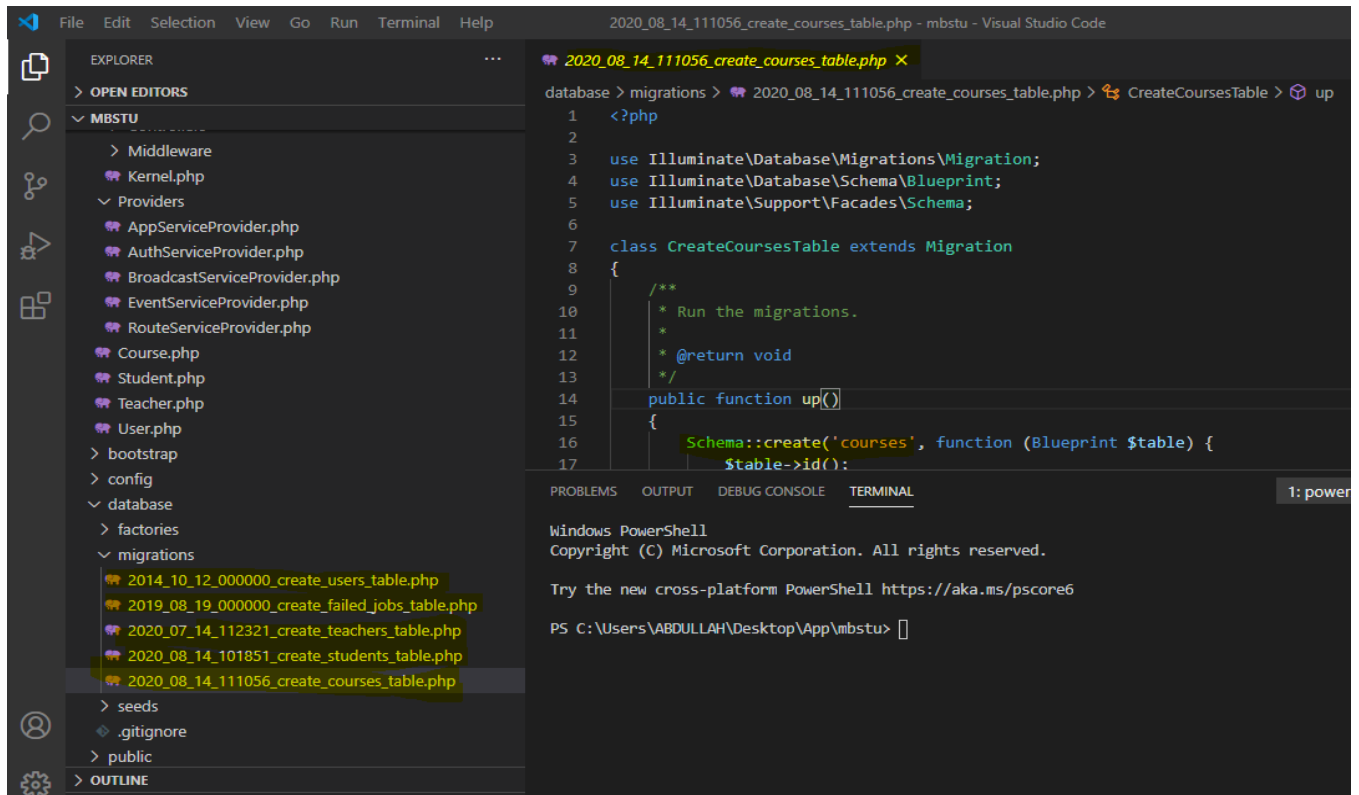 File Edit Selection View Go Run Terminal Help
2020_08_14_111056_create_courses_table.php - mbstu - Visual Studio Code
EXPLORER
···
> OPEN EDITORS
MBSTU
> Middleware
Kernel.php
Providers
AppServiceProvider.php
AuthServiceProvider.php
BroadcastServiceProvider.php
EventServiceProvider.php
RouteServiceProvider.php
Course.php
Student.php
Teacher.php
User.php
> bootstrap
> config
database
> factories
migrations
2014_10_12_000000_create_users_table.php
2019_08_19_000000_create_failed_jobs_table.php
2020_07_14_112321_create_teachers_table.php
2020_08_14_101851_create_students_table.php
2020_08_14_111056_create_courses_table.php
> seeds
.gitignore
> public
> OUTLINE
2020_08_14_111056_create_courses_table.php ×
database > migrations > 2020_08_14_111056_create_courses_table.php > CreateCoursesTable > up
1 <?php
2
3 use Illuminate\Database\Migrations\Migration;
4 use Illuminate\Database\Schema\Blueprint;
5 use Illuminate\Support\Facades\Schema;
6
7 class CreateCoursesTable extends Migration
8 {
9 /**
10 * Run the migrations.
11 *
12 * @return void
13 */
14 public function up()
15 {
16 Schema::create('courses', function (Blueprint $table) {
17 $table->id();
PROBLEMS OUTPUT DEBUG CONSOLE TERMINAL
1: power
Windows PowerShell
Copyright (C) Microsoft Corporation. All rights reserved.
Try the new cross-platform PowerShell https://aka.ms/pscore6
PS C:\Users\ABDULLAH\Desktop\App\mbstu>